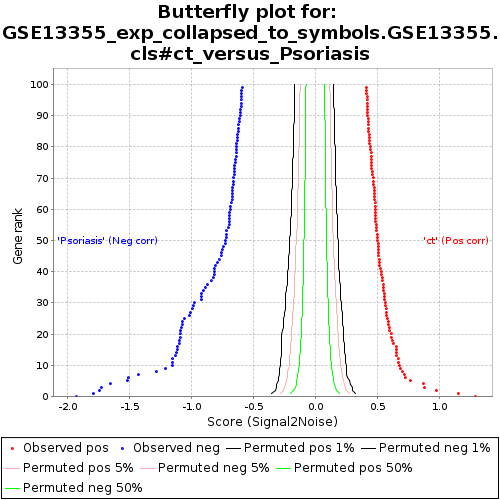 Butterfly plot for:
GSE13355_exp_collapsed_to_symbols.GSE13355.
cls#ct_versus_Psoriasis
100
90
80
70
60
50
40
30
20
10
0
Gene rank
'Psoriasis' (Neg corr)
'ct' (Pos corr)
-2.0 -1.5 -1.0 -0.5 0.0 0.5 1.0
Score (Signal2Noise)
Observed pos Observed neg Permuted pos 1% Permuted neg 1%
Permuted pos 5% Permuted neg 5% Permuted pos 50%
Permuted neg 50%